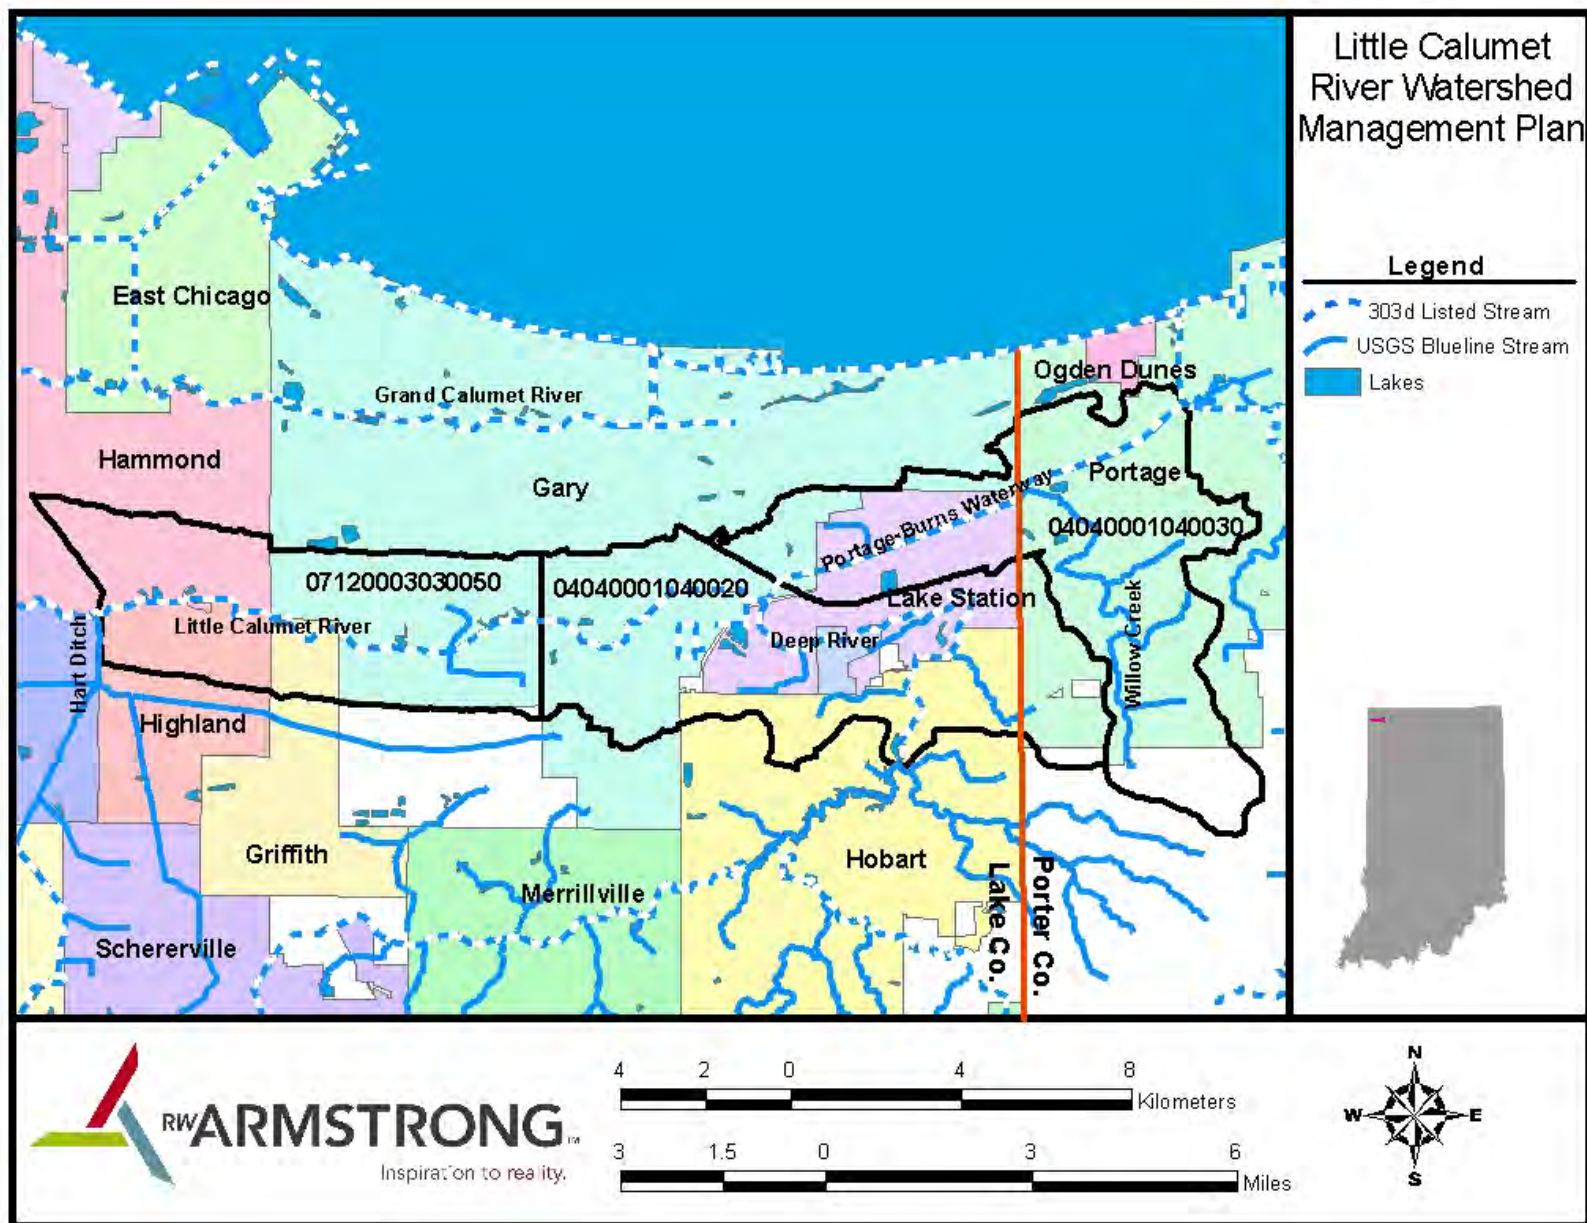 Little Calumet
River Watershed
Management Plan
Legend
303d Listed Stream
USGS Blueline Stream
Lakes
East Chicago
Ogden Dunes
Grand Calumet River
Hammond
Portage
Gary
Portage-Burns Waterway
04040001040030
07120003030050
04040001040020
Lake Station
Little Calumet River
Deep River
Hart Ditch
Willow Creek
Highland
Griffith
Hobart
Merrillville
Lake Co.
Porter Co.
Schererville
RWARMSTRONG™
Inspiration to reality.
4 2 0 4 8
Kilometers
3 1.5 0 3 6
Miles
N
W E
S